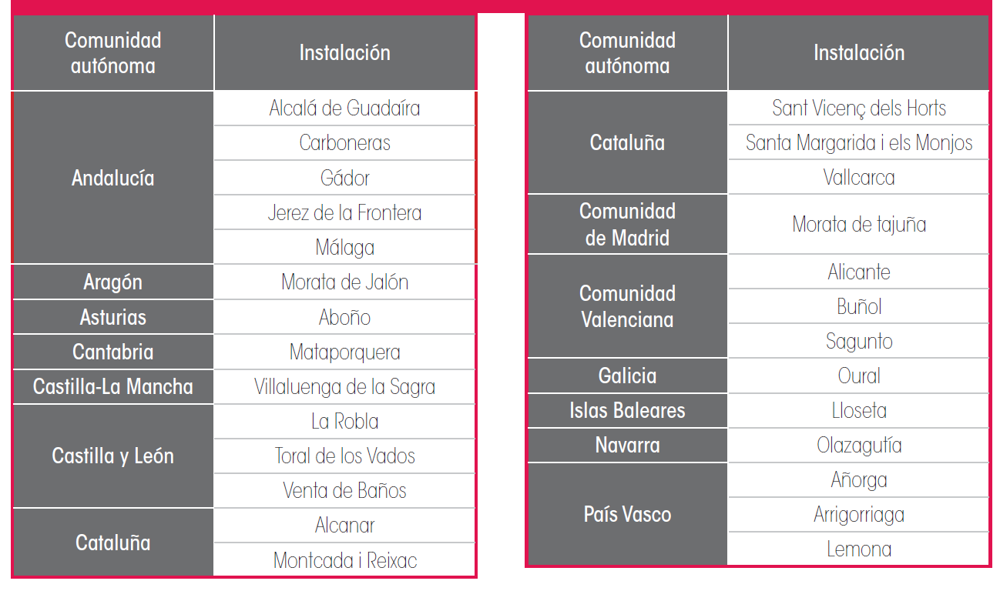 Comunidad
autónoma
Instalación
Andalucía
Alcalá de Guadaíra
Carboneras
Gádor
Jerez de la Frontera
Málaga
Aragón
Morata de Jalón
Asturias
Aboño
Cantabria
Mataporquera
Castilla-La Mancha
Villaluenga de la Sagra
Castilla y León
La Robla
Toral de los Vados
Venta de Baños
Cataluña
Alcanar
Montcada i Reixac
Comunidad
autónoma
Instalación
Cataluña
Sant Vicenç dels Horts
Santa Margarida i els Monjos
Vallcarca
Comunidad
de Madrid
Morata de tajuña
Comunidad
Valenciana
Alicante
Buñol
Sagunto
Galicia
Oural
Islas Baleares
Lloseta
Navarra
Olazagutía
País Vasco
Añorga
Arrigorriaga
Lemona